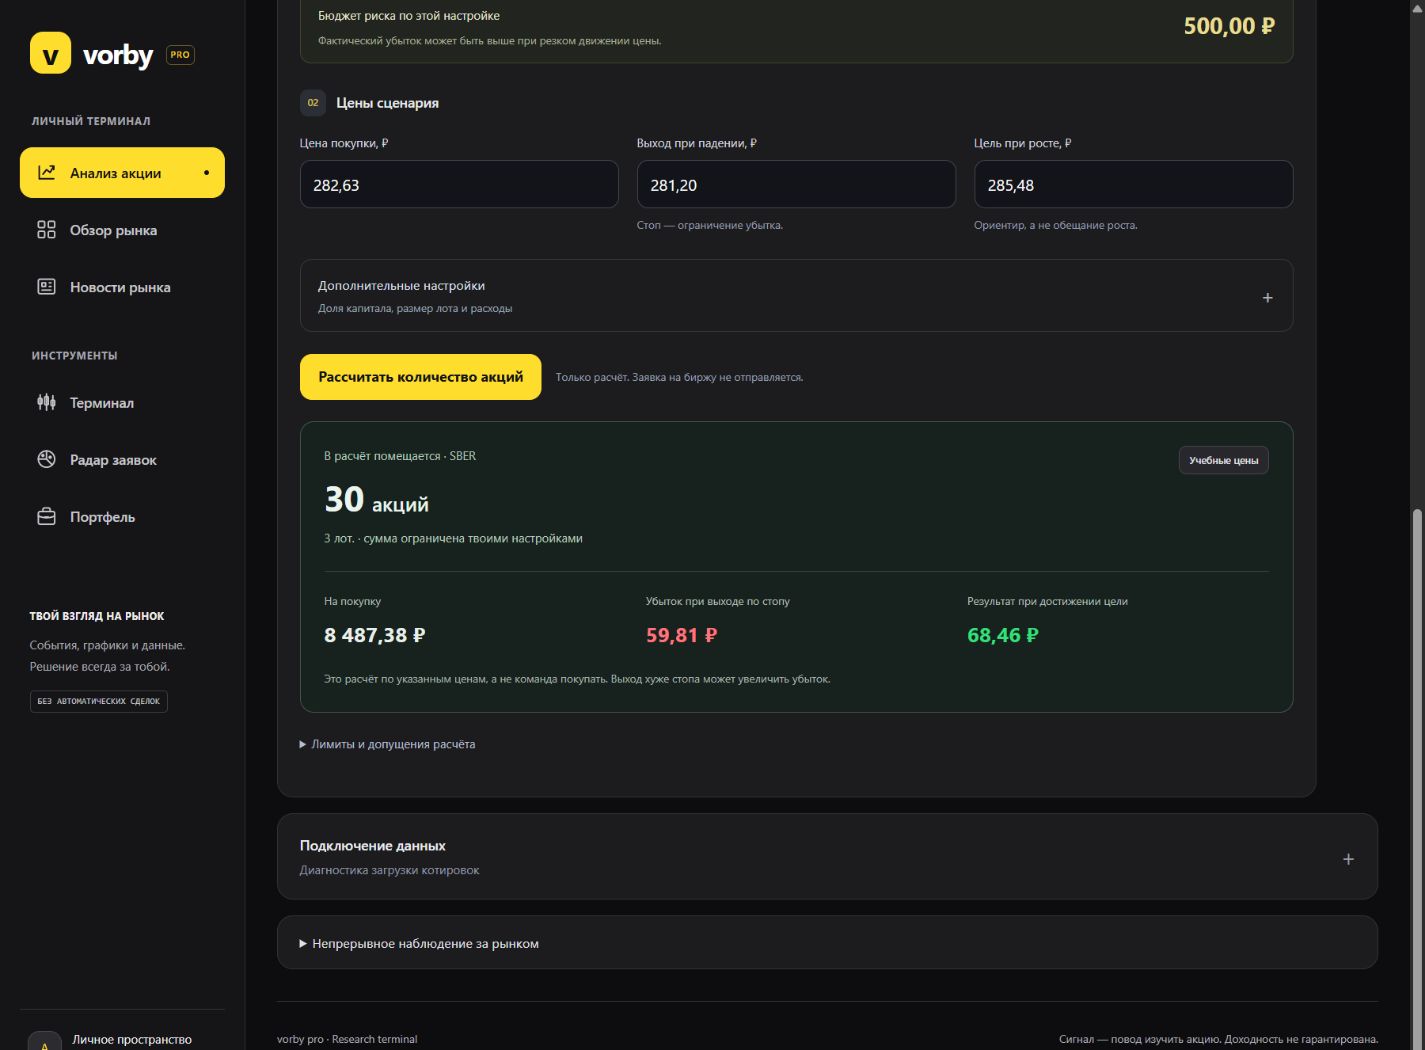 v vorby PRO
ЛИЧНЫЙ ТЕРМИНАЛ
Анализ акции
Обзор рынка
Новости рынка
ИНСТРУМЕНТЫ
Терминал
Радар заявок
Портфель
ТВОЙ ВЗГЛЯД НА РЫНОК
События, графики и данные.
Решение всегда за тобой.
БЕЗ АВТОМАТИЧЕСКИХ СДЕЛОК
А Личное пространство
Бюджет риска по этой настройке
Фактический убыток может быть выше при резком движении цены.
500,00 ₽
02 Цены сценария
Цена покупки, ₽
282,63
Выход при падении, ₽
281,20
Стоп — ограничение убытка.
Цель при росте, ₽
285,48
Ориентир, а не обещание роста.
Дополнительные настройки
Доля капитала, размер лота и расходы
+
Рассчитать количество акций
Только расчёт. Заявка на биржу не отправляется.
В расчёт помещается · SBER
Учебные цены
30 акций
3 лот. · сумма ограничена твоими настройками
На покупку
8 487,38 ₽
Убыток при выходе по стопу
59,81 ₽
Результат при достижении цели
68,46 ₽
Это расчёт по указанным ценам, а не команда покупать. Выход хуже стопа может увеличить убыток.
Лимиты и допущения расчёта
Подключение данных
Диагностика загрузки котировок
+
Непрерывное наблюдение за рынком
vorby pro · Research terminal
Сигнал — повод изучить акцию. Доходность не гарантирована.